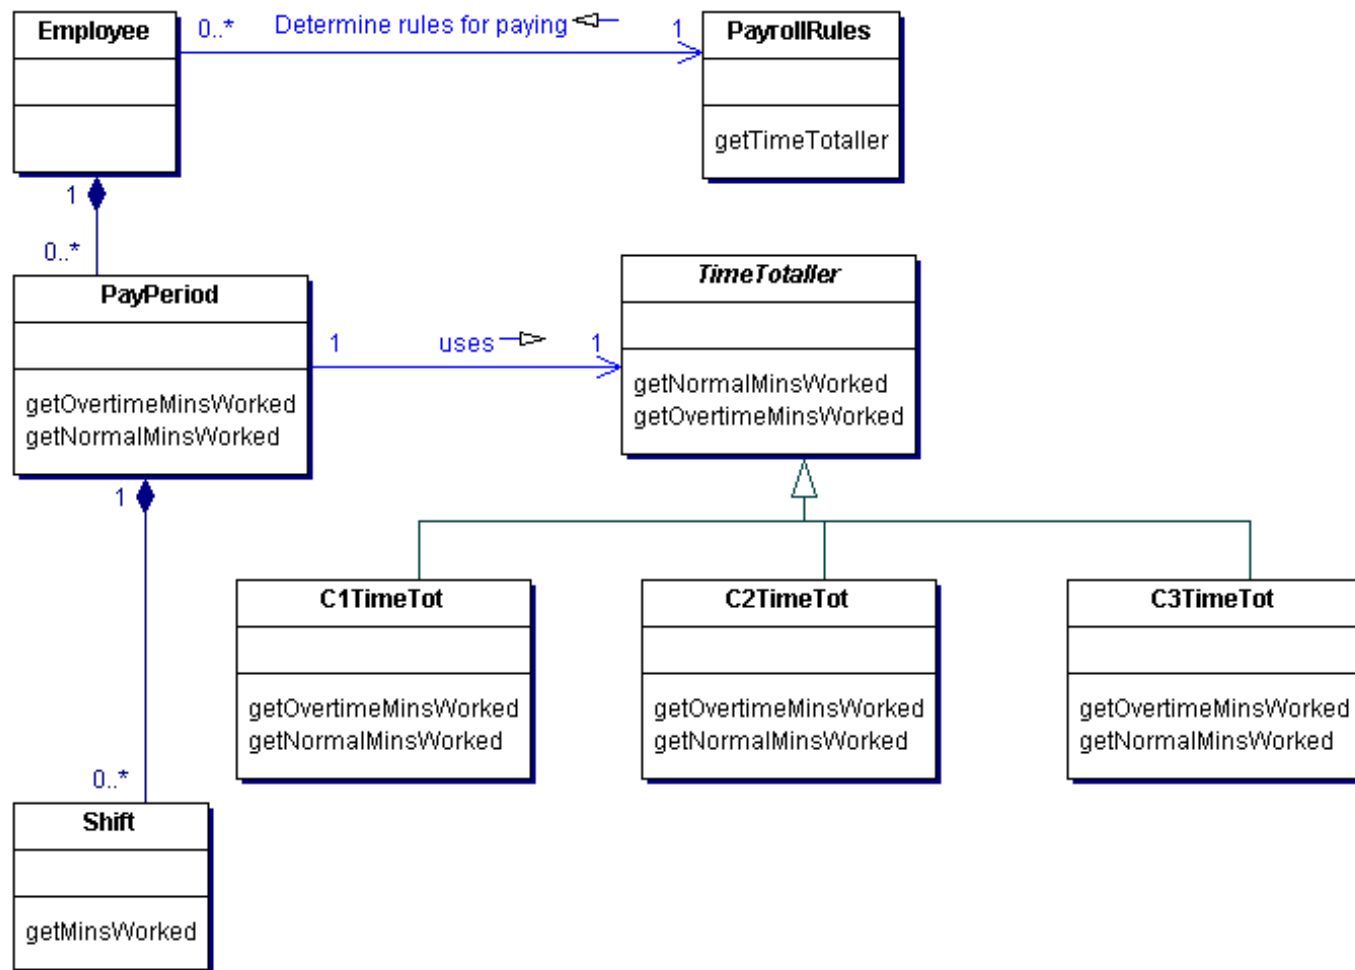 Employee
0..*
Determine rules for paying
1
PayrollRules
getTimeTotaller
1
0..*
PayPeriod
getOvertimeMinsWorked
getNormalMinsWorked
1
uses
1
TimeTotaller
getNormalMinsWorked
getOvertimeMinsWorked
1
0..*
C1TimeTot
getOvertimeMinsWorked
getNormalMinsWorked
C2TimeTot
getOvertimeMinsWorked
getNormalMinsWorked
C3TimeTot
getOvertimeMinsWorked
getNormalMinsWorked
Shift
getMinsWorked